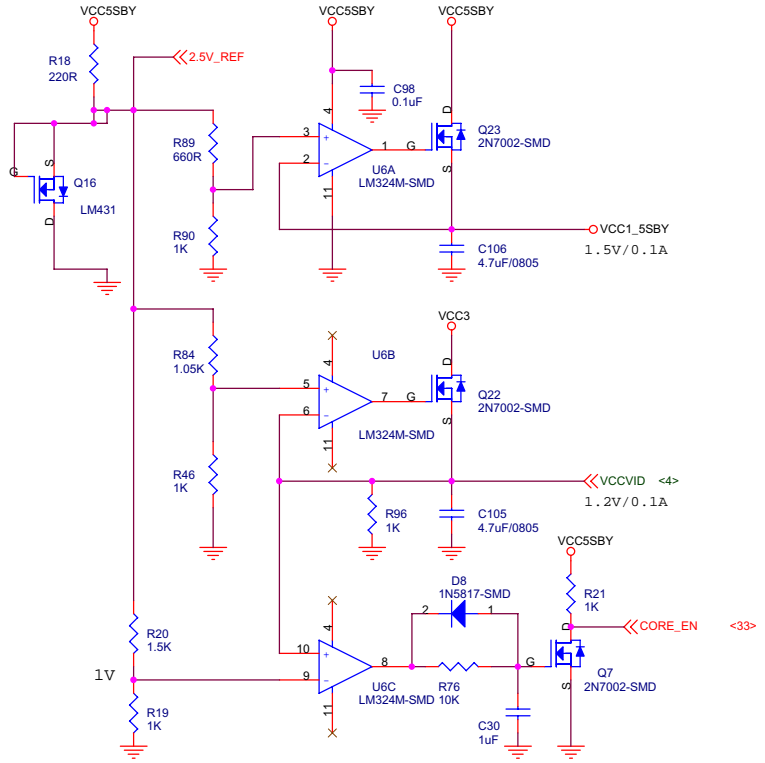 VCC5SBY
VCC5SBY
VCC5SBY
R18
220R
2.5V_REF
C98
0.1uF
4
D
Q23
2N7002-SMD
R89
660R
3
+
1
G
2
-
U6A
LM324M-SMD
S
G
S
Q16
LM431
D
11
R90
1K
VCC1_5SBY
1.5V/0.1A
C106
4.7uF/0805
VCC3
U6B
4
D
R84
1.05K
5
+
7
G
6
-
Q22
2N7002-SMD
S
LM324M-SMD
11
R46
1K
VCCVID <4>
1.2V/0.1A
R96
1K
C105
4.7uF/0805
VCC5SBY
D8
1N5817-SMD
2
1
R21
1K
4
D
CORE_EN <33>
R20
1.5K
10
+
8
G
9
-
1V
U6C
LM324M-SMD
R76
10K
Q7
2N7002-SMD
S
11
R19
1K
C30
1uF